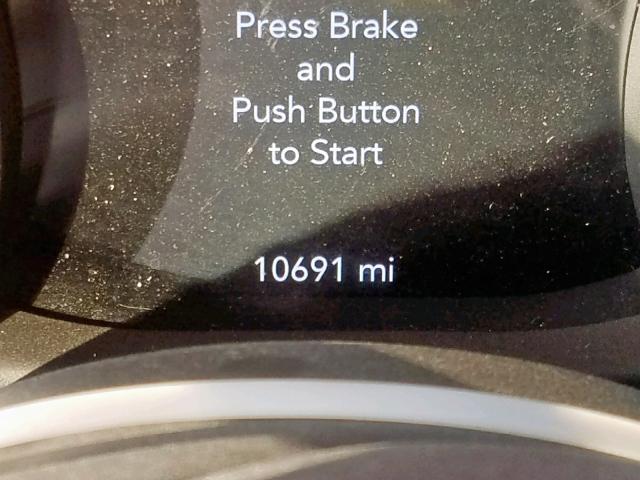 Press Brake
and
Push Button
to Start
10691 mi